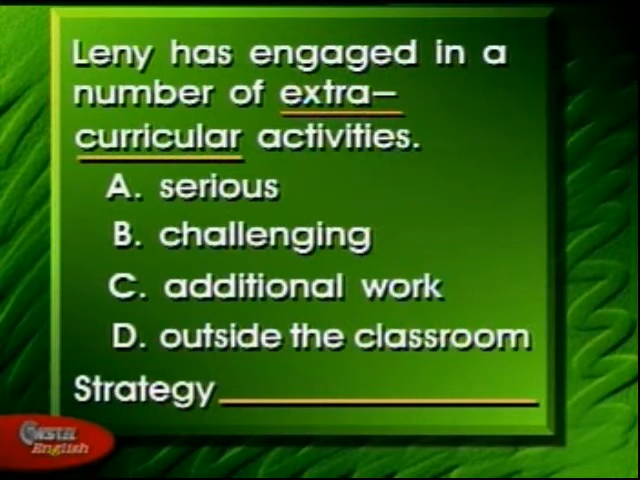 Leny has engaged in a
number of extra–
curricular activities.
A. serious
B. challenging
C. additional work
D. outside the classroom
Strategy
English